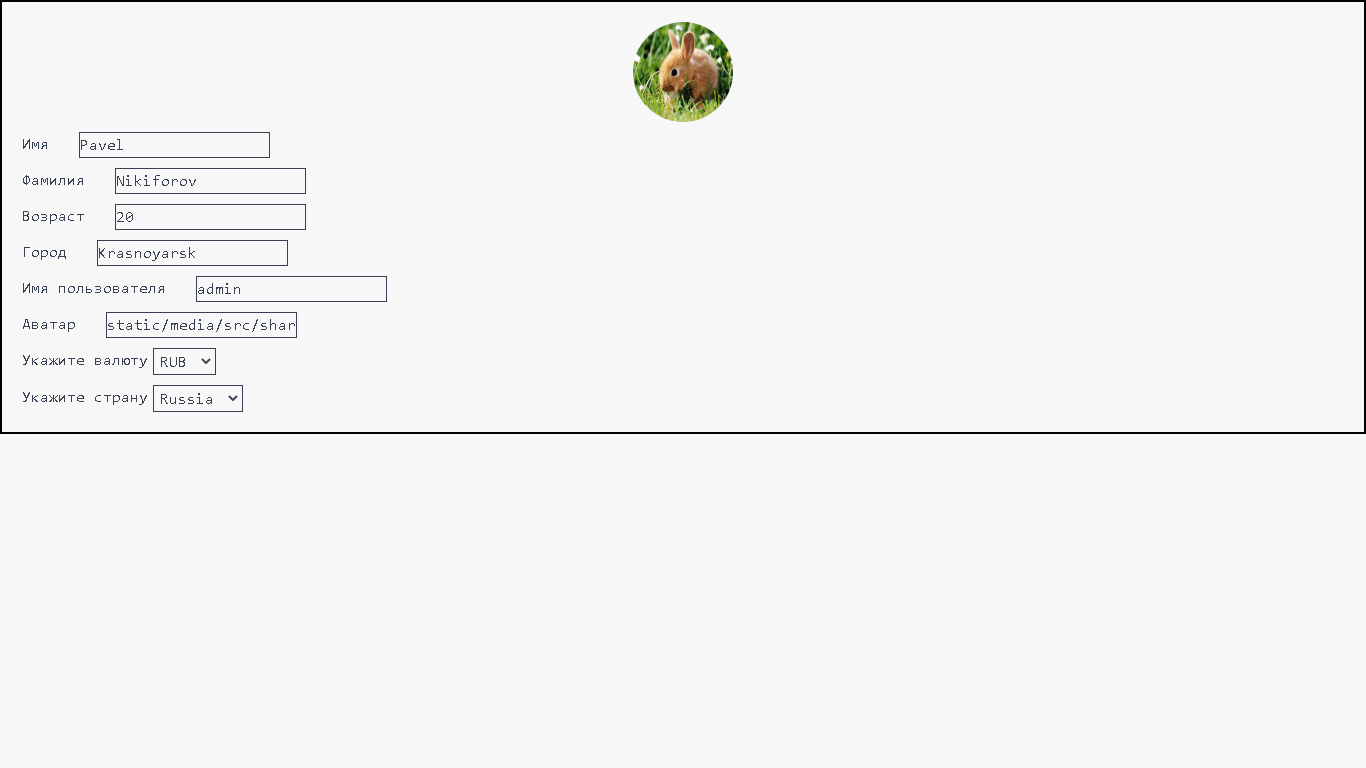 Имя Pavel
Фамилия Nikiforov
Возраст 20
Город Krasnoyarsk
Имя пользователя admin
Аватар static/media/src/shar
Укажите валюту RUB
Укажите страну Russia